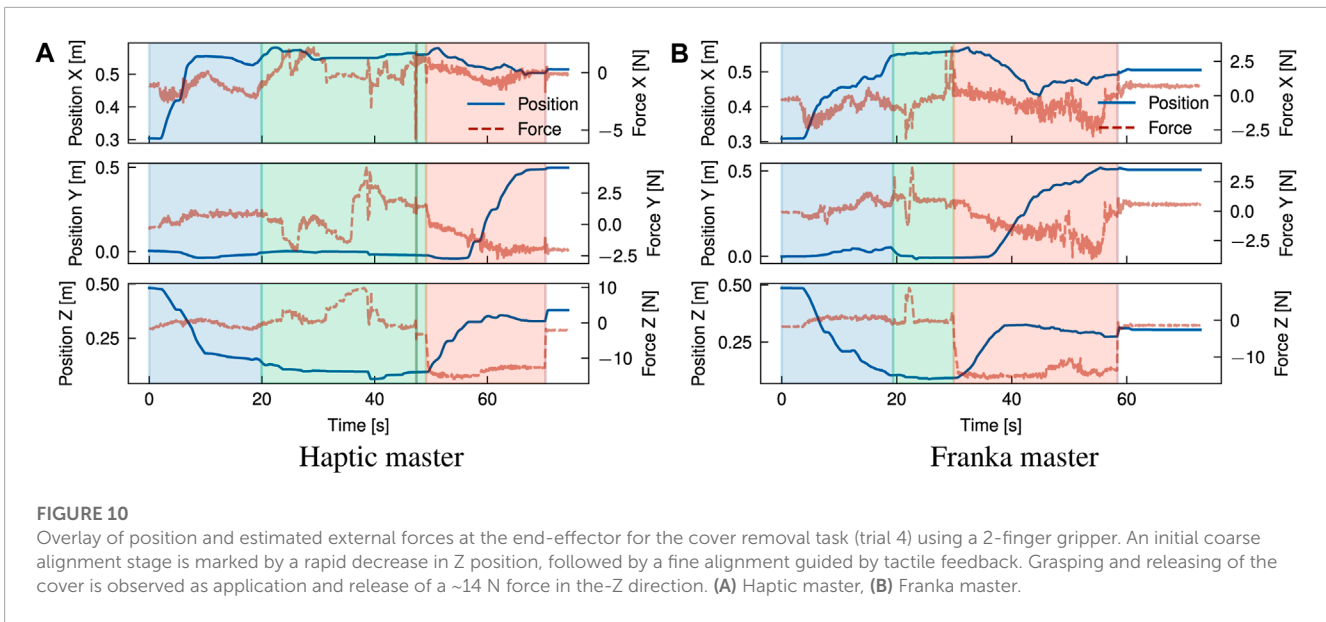 A
B
Position X [m]
0.5
0.4
0.3
Position
Force
0
−5
Force X [N]
Position X [m]
0.5
0.4
0.3
Position
Force
2.5
0.0
−2.5
Force X [N]
Position Y [m]
0.5
0.0
2.5
0.0
−2.5
Force Y [N]
Position Y [m]
0.5
0.0
2.5
0.0
−2.5
Force Y [N]
Position Z [m]
0.50
0.25
10
0
−10
Force Z [N]
Position Z [m]
0.50
0.25
0
−10
Force Z [N]
0 20 40 60
0 20 40 60
Time [s]
Time [s]
Haptic master
Franka master
FIGURE 10
Overlay of position and estimated external forces at the end-effector for the cover removal task (trial 4) using a 2-finger gripper. An initial coarse
alignment stage is marked by a rapid decrease in Z position, followed by a fine alignment guided by tactile feedback. Grasping and releasing of the
cover is observed as application and release of a ~14 N force in the-Z direction. (A) Haptic master, (B) Franka master.